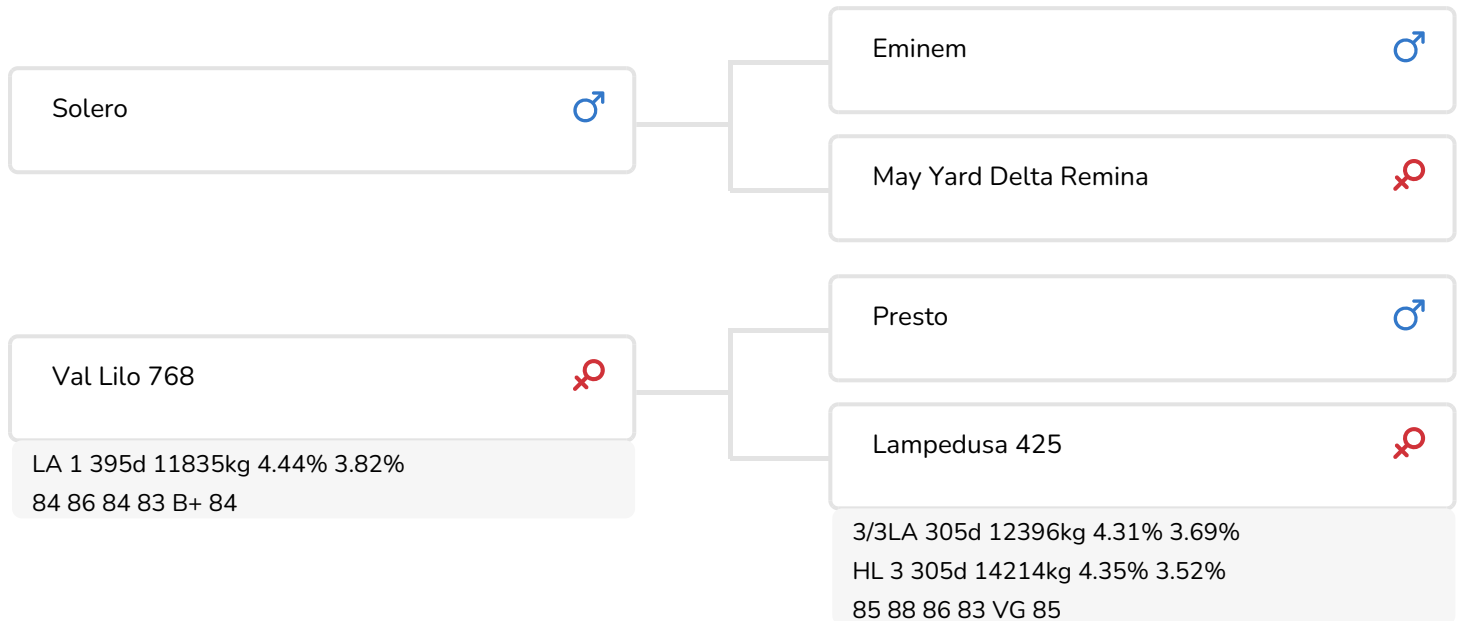 Solero
Eminem
May Yard Delta Remina
Val Lilo 768
LA 1 395d 11835kg 4.44% 3.82%
84 86 84 83 B+ 84
Presto
Lampedusa 425
3/3LA 305d 12396kg 4.31% 3.69%
HL 3 305d 14214kg 4.35% 3.52%
85 88 86 83 VG 85